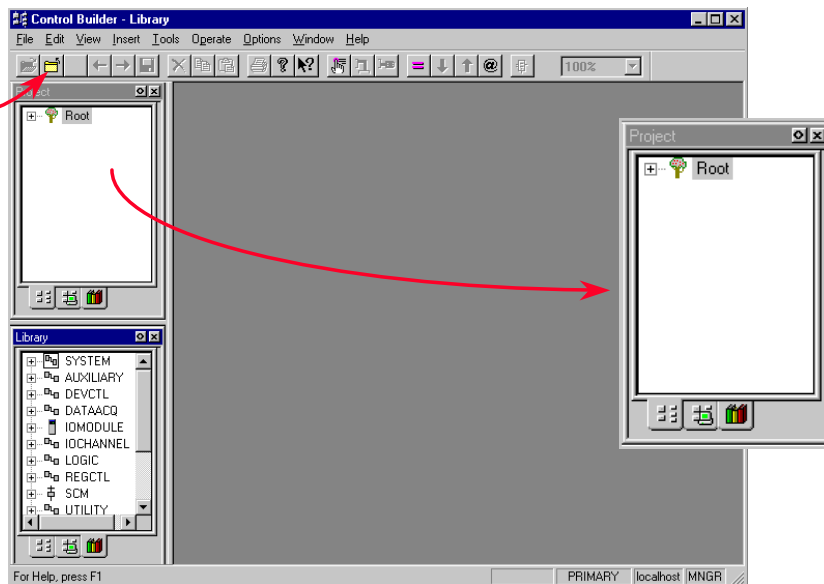 Control Builder - Library
File Edit View Insert Tools Operate Options Window Help
100%
Project
Root
Library
SYSTEM
AUXILIARY
DEVCTL
DATAACQ
IOMODULE
IOCHANNEL
LOGIC
REGCTL
SCM
UTILITY
Project
Root
For Help, press F1
PRIMARY localhost MNGR